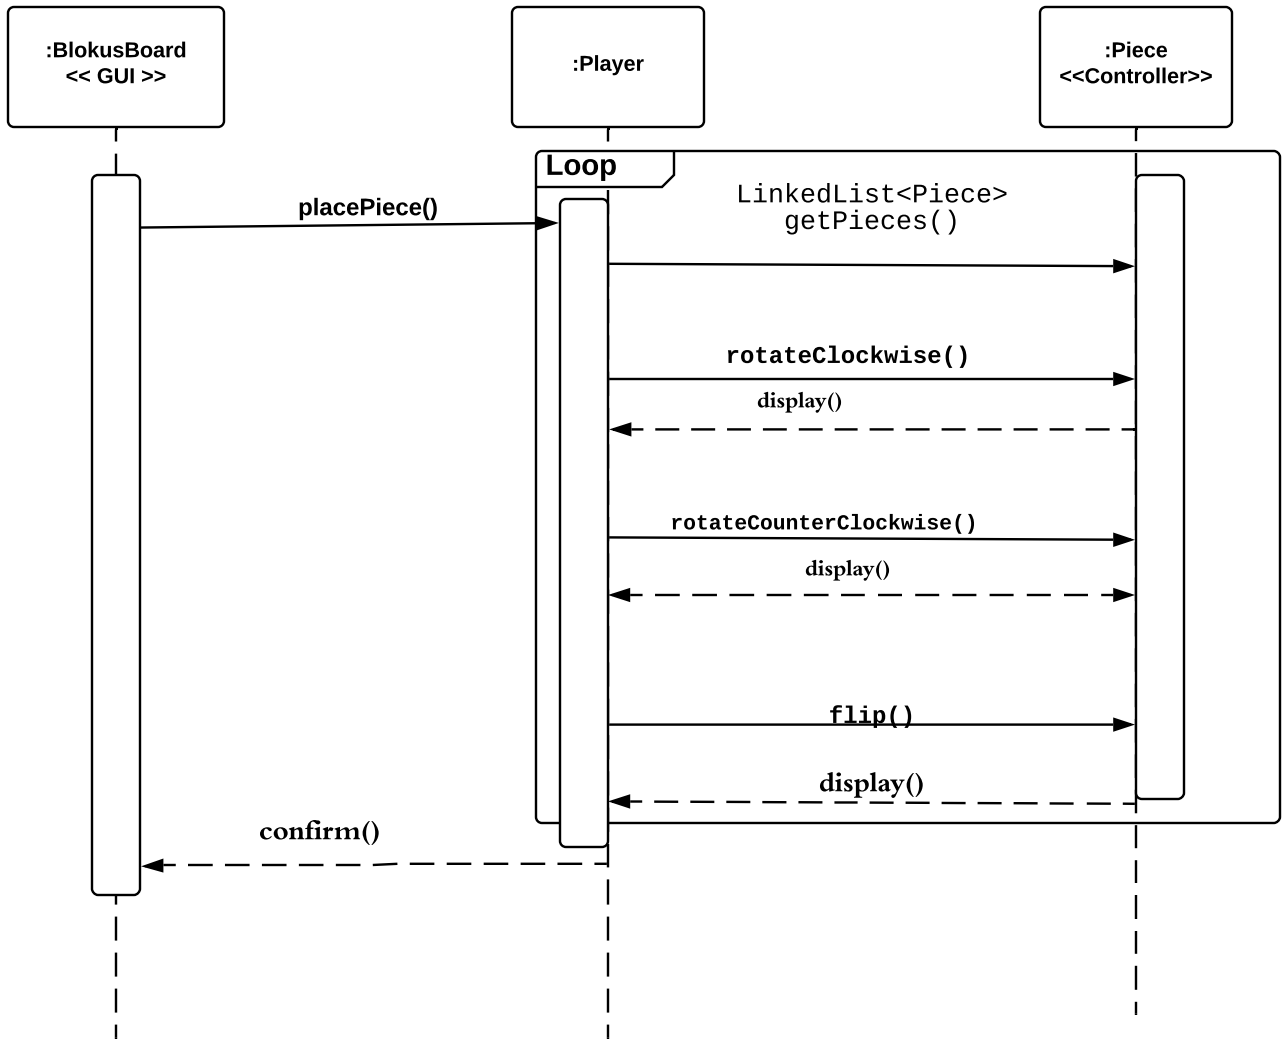 :BlokusBoard
<< GUI >>
:Player
:Piece
<<Controller>>
Loop
placePiece()
LinkedList<Piece>
getPieces()
rotateClockwise()
display()
rotateCounterClockwise()
display()
flip()
display()
confirm()